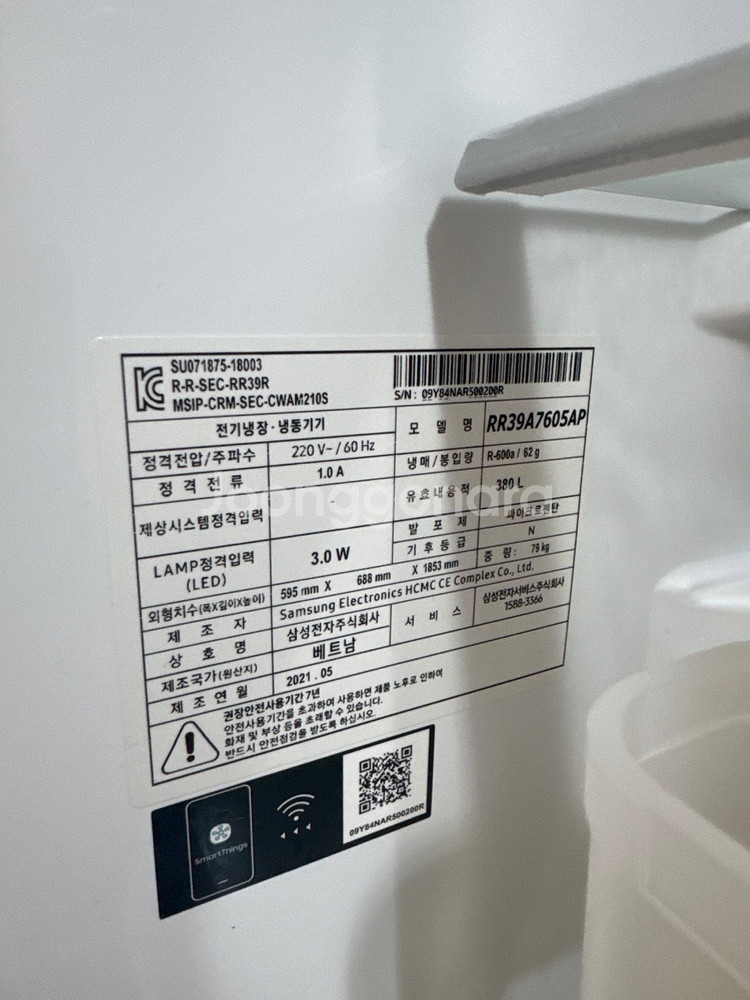 SU071875-18003
R-R-SEC-RR39R
MSIP-CRM-SEC-CWAM210S
S/N : 09Y84NAR500200R
전기냉장·냉동기기
모 델 명 RR39A7605AP
정격전압/주파수 220 V~ / 60 Hz
냉매/봉입량 R-600a / 62 g
정 격 전 류 1.0 A
유효내용적 380 L
제상시스템정격입력 -
발 포 제 싸이크로펜탄
LAMP정격입력 (LED) 3.0 W
기후등급 N
중 량 : 79 kg
외형치수(폭X깊이X높이) 595 mm X 688 mm X 1853 mm
제 조 자 Samsung Electronics HCMC CE Complex Co., Ltd.
상 호 명 삼성전자주식회사
서 비 스 삼성전자서비스주식회사
1588-3366
제조국가(원산지) 베트남
제 조 연 월 2021 . 05
권장안전사용기간 7년
안전사용기간을 초과하여 사용하면 제품 노후로 인하여
화재 및 부상 등을 초래할 수 있습니다.
반드시 안전점검을 받도록 하십시오.
SmartThings
09Y84NAR500200R
Joonggonara